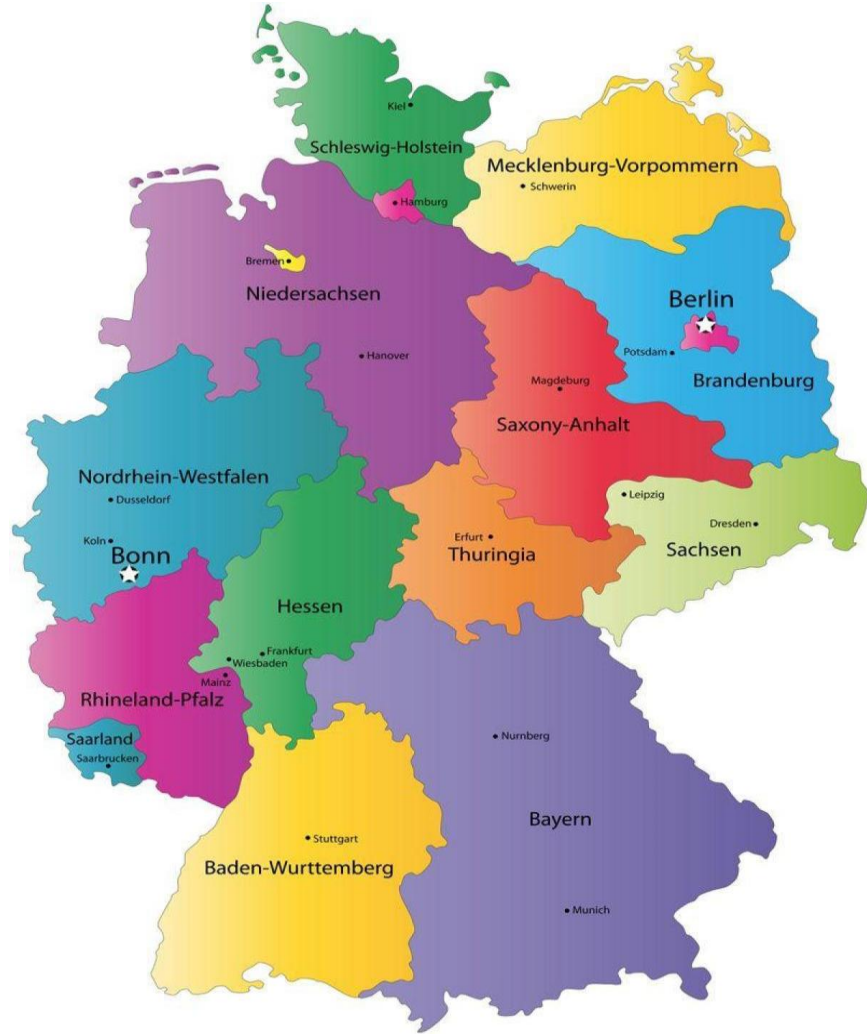 Kiel
Schleswig-Holstein
Mecklenburg-Vorpommern
Schwerin
Hamburg
Bremen
Niedersachsen
Berlin
Hanover
Potsdam
Magdeburg
Brandenburg
Saxony-Anhalt
Nordrhein-Westfalen
Dusseldorf
Leipzig
Dresden
Koln
Erfurt
Bonn
Thuringia
Sachsen
Hessen
Frankfurt
Wiesbaden
Mainz
Rhineland-Pfalz
Saarland
Saarbrucken
Nurnberg
Bayern
Stuttgart
Baden-Wurttemberg
Munich